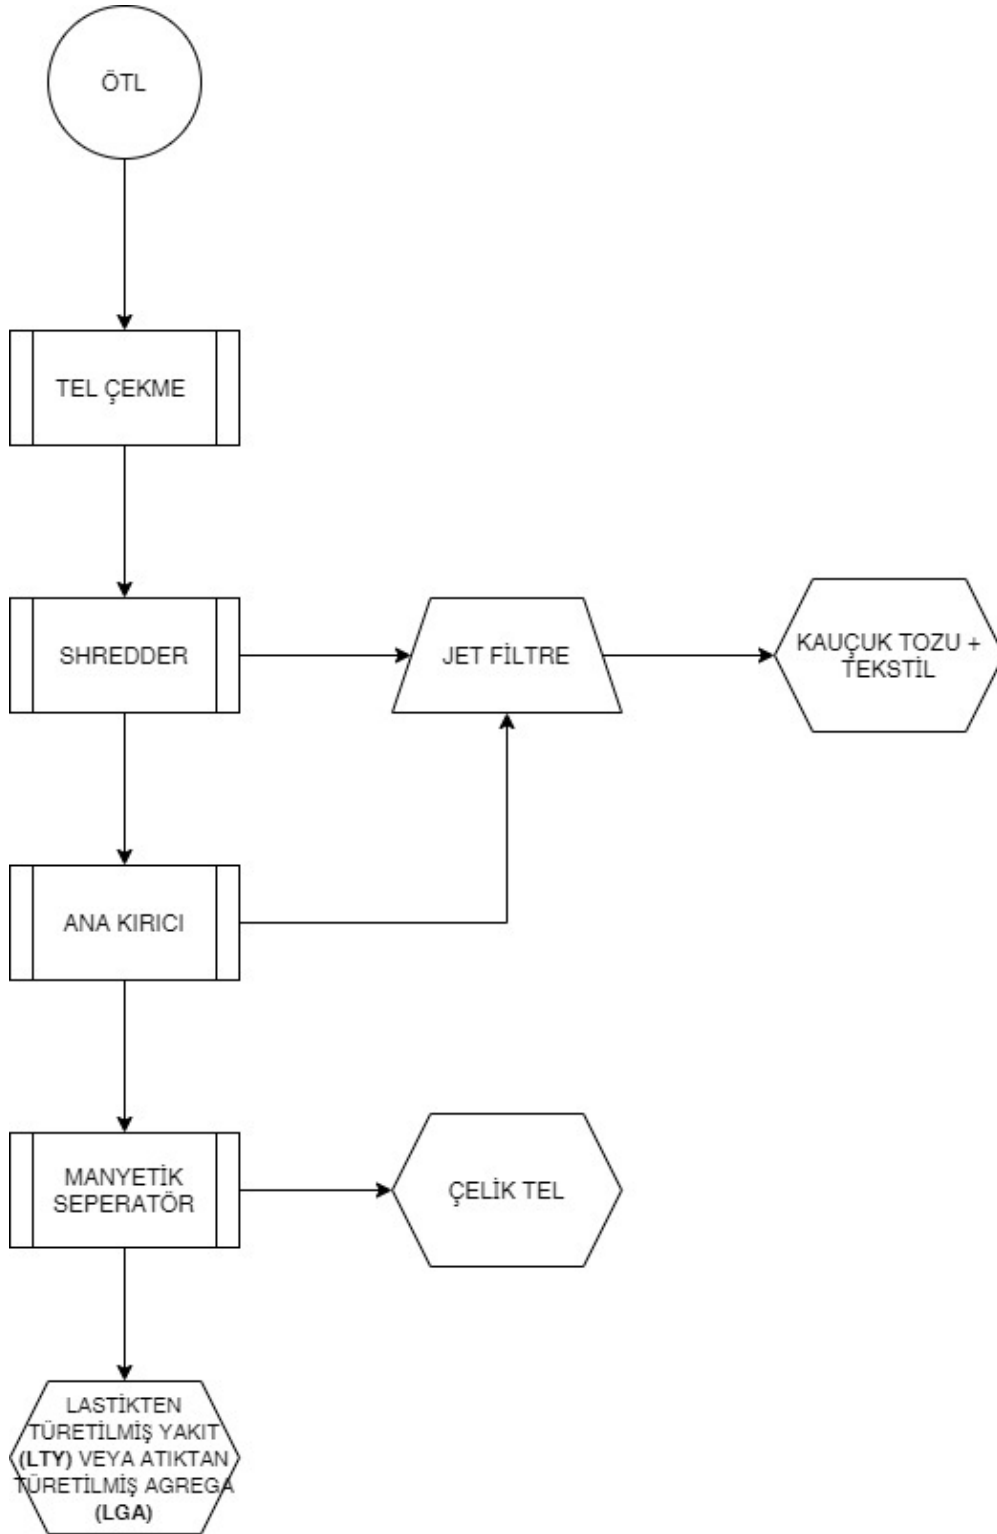 ÖTL
TEL ÇEKME
SHREDDER
JET FİLTRE
KAUÇUK TOZU +
TEKSTİL
ANA KIRICI
MANYETİK
SEPERATÖR
ÇELİK TEL
LASTİKTEN
TÜRETİLMİŞ YAKIT
(LTY) VEYA ATIKTAN
TÜRETİLMİŞ AGREGA
(LGA)